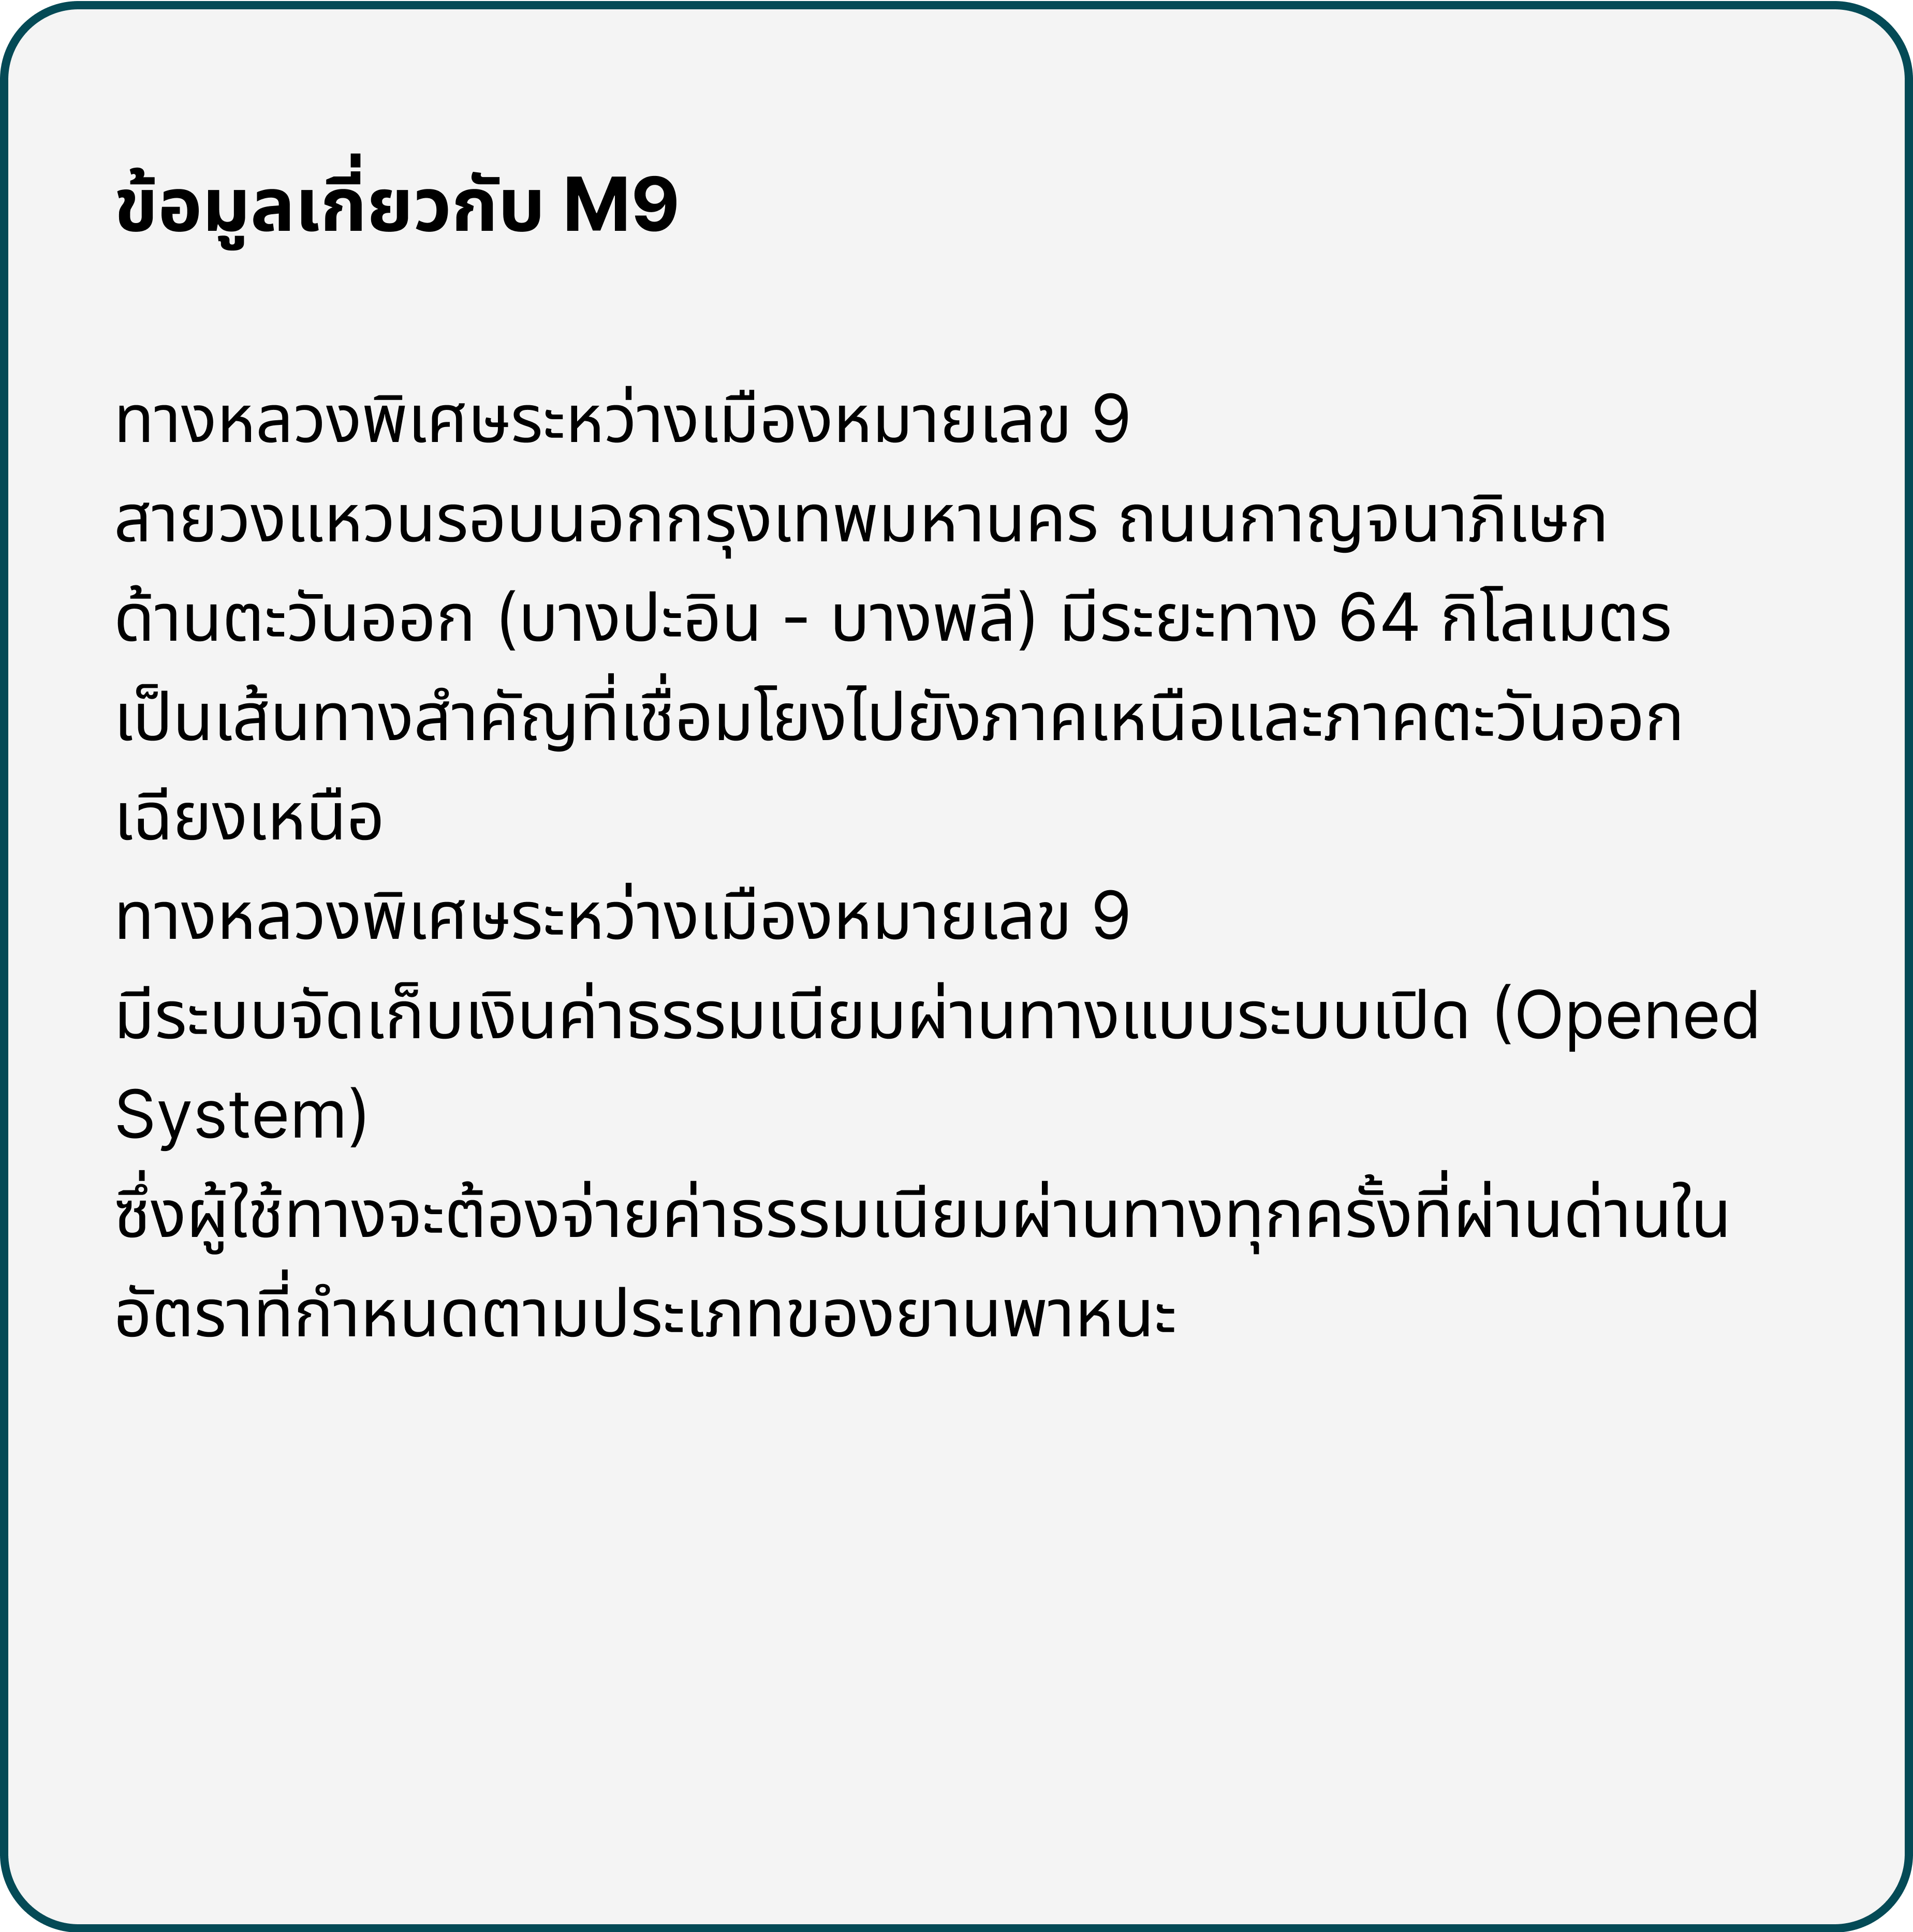 ข้อมูลเกี่ยวกับ M9
ทางหลวงพิเศษระหว่างเมืองหมายเลข 9
สายวงแหวนรอบนอกกรุงเทพมหานคร ถนนกาญจนาภิเษก
ด้านตะวันออก (บางปะอิน - บางพลี) มีระยะทาง 64 กิโลเมตร
เป็นเส้นทางสำคัญที่เชื่อมโยงไปยังภาคเหนือและภาคตะวันออก
เฉียงเหนือ
ทางหลวงพิเศษระหว่างเมืองหมายเลข 9
มีระบบจัดเก็บเงินค่าธรรมเนียมผ่านทางแบบระบบเปิด (Opened
System)
ซึ่งผู้ใช้ทางจะต้องจ่ายค่าธรรมเนียมผ่านทางทุกครั้งที่ผ่านด่านใน
อัตราที่กำหนดตามประเภทของยานพาหนะ